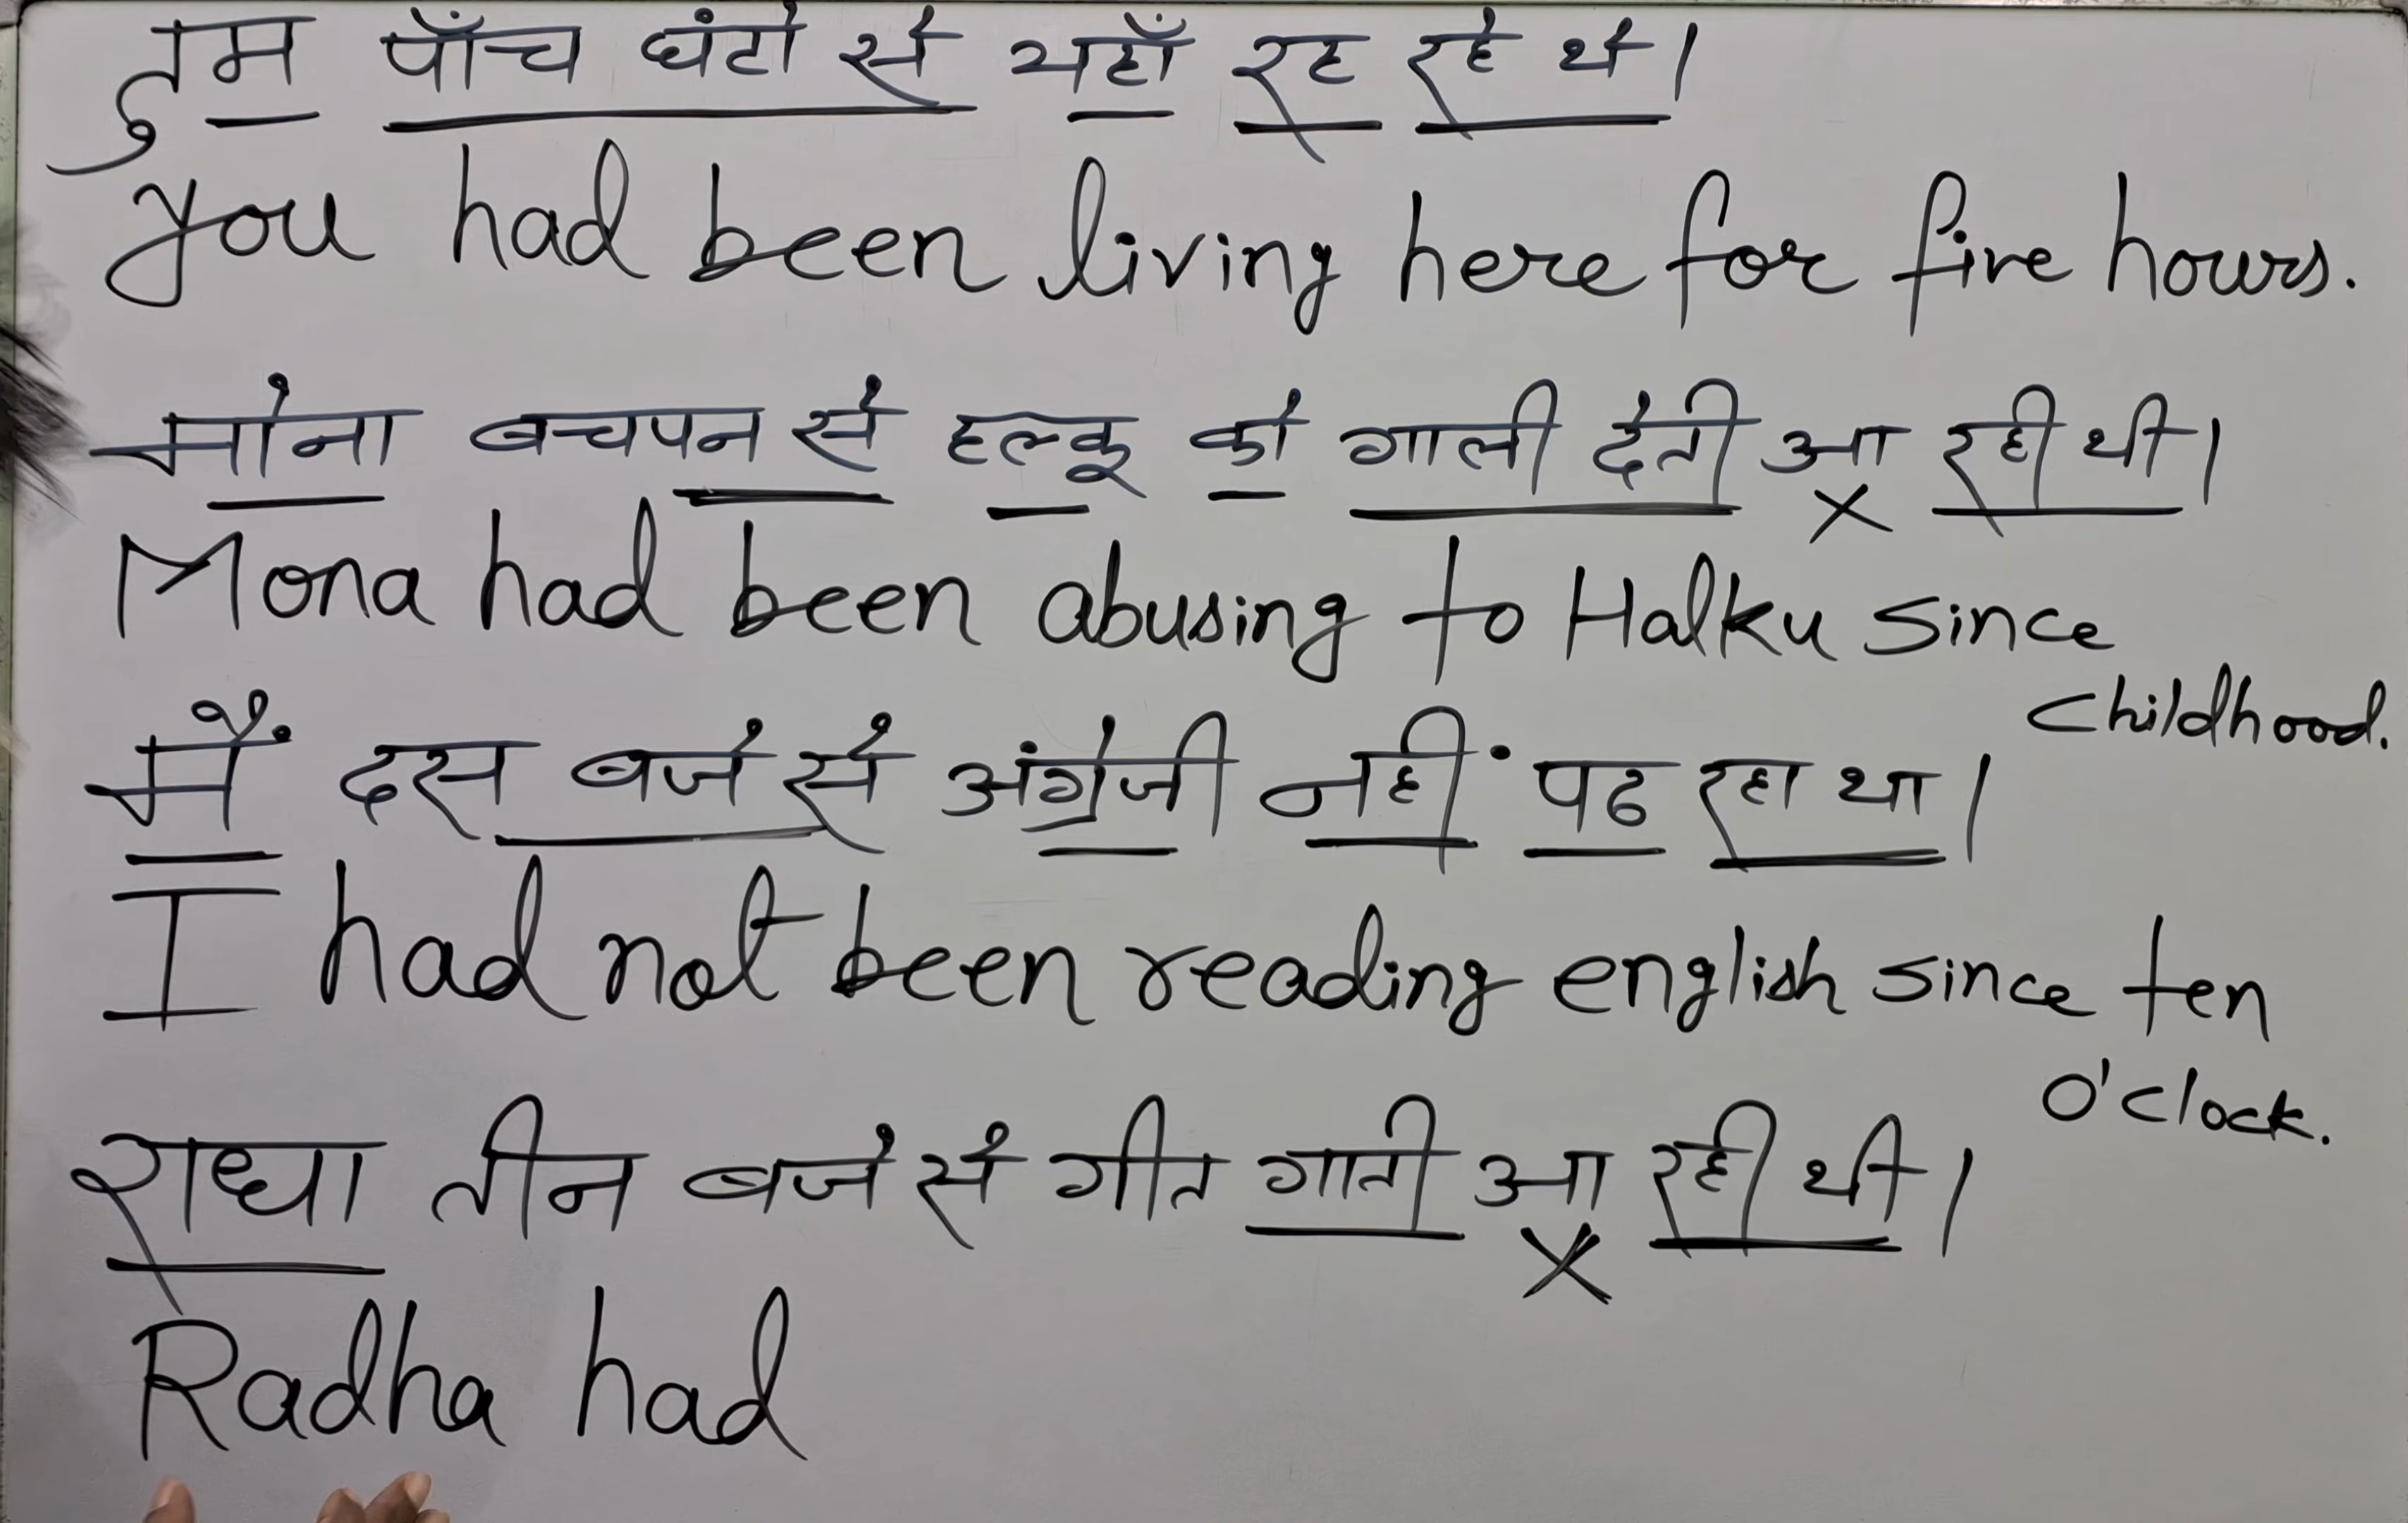 तुम पाँच घंटो से यहाँ रह रहे थे।
you had been living here for five hours.
मोना बचपन से हल्कू को गाली देती आ रही थी।
X
Mona had been abusing to Halku since
childhood.
मैं दस बजे से अंग्रेजी नहीं पढ रहा था।
I had not been reading english since ten
o'clock.
राधा तीन बजे से गीत गाती आ रही थी।
X
Radha had